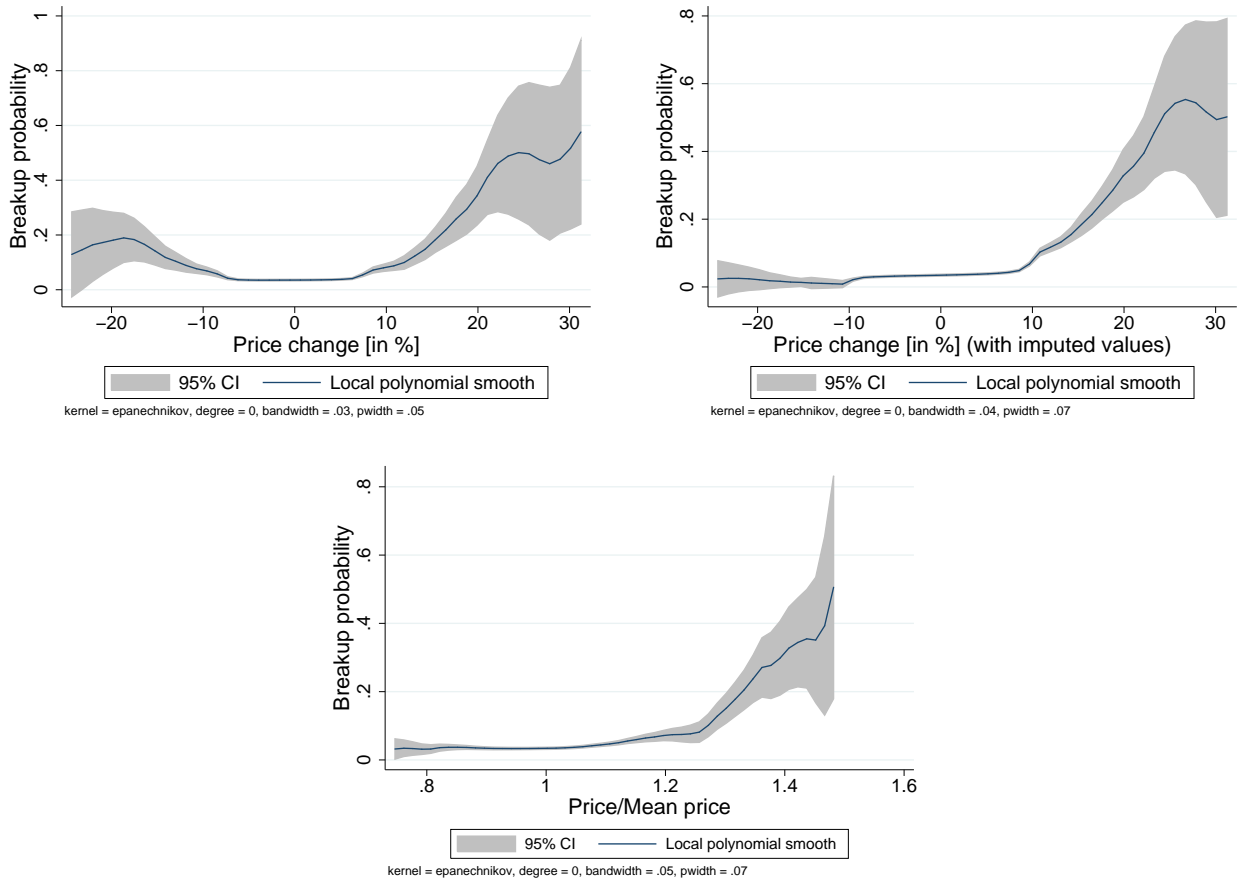 Breakup probability
1
.8
.6
.4
.2
0
−20
−10
0
10
20
30
Price change [in %]
95% CI
Local polynomial smooth
kernel = epanechnikov, degree = 0, bandwidth = .03, pwidth = .05
Breakup probability
.8
.6
.4
.2
0
−20
−10
0
10
20
30
Price change [in %] (with imputed values)
95% CI
Local polynomial smooth
kernel = epanechnikov, degree = 0, bandwidth = .04, pwidth = .07
Breakup probability
.8
.6
.4
.2
0
.8
1
1.2
1.4
1.6
Price/Mean price
95% CI
Local polynomial smooth
kernel = epanechnikov, degree = 0, bandwidth = .05, pwidth = .07